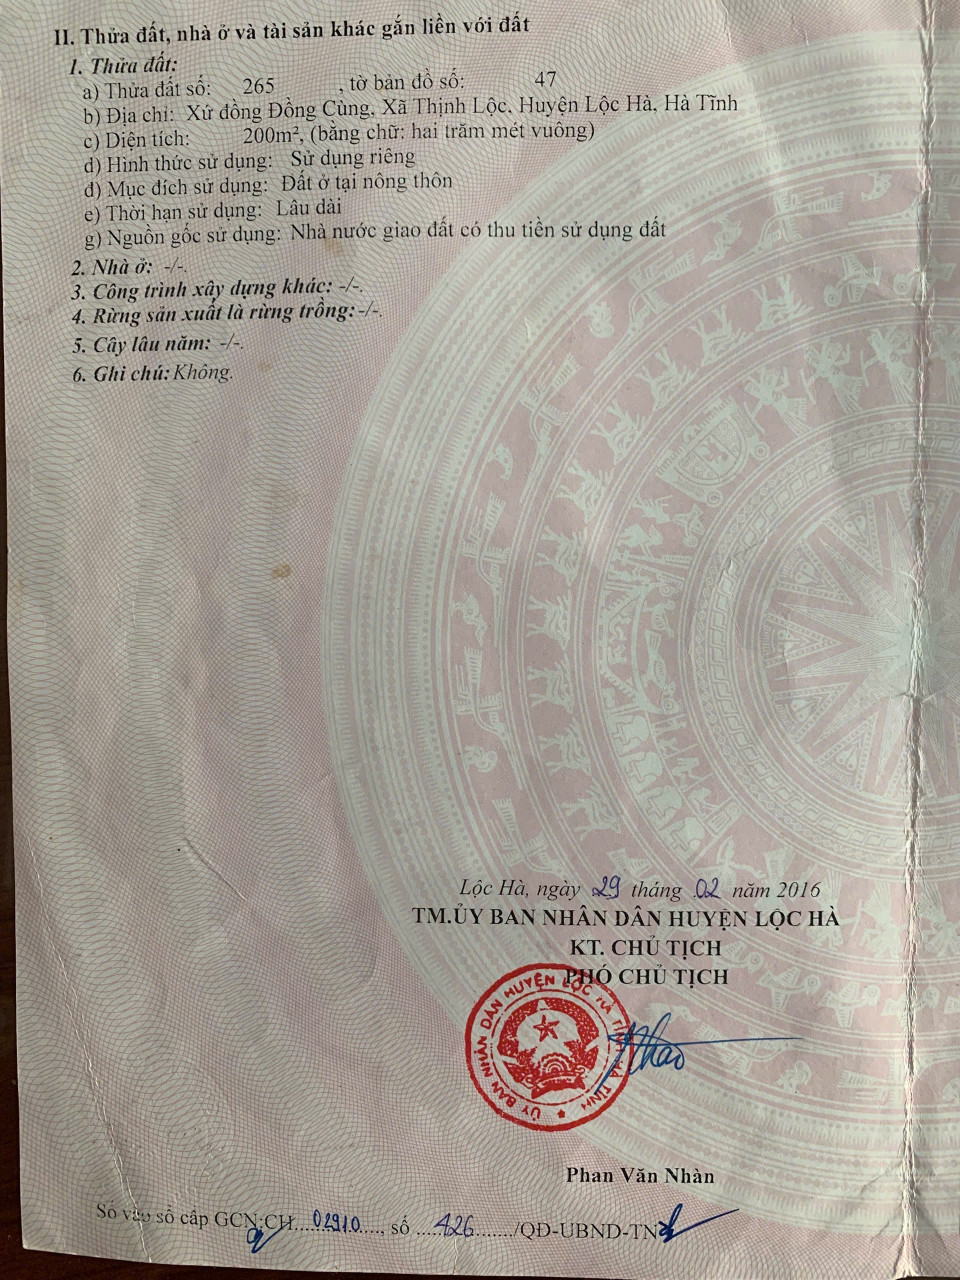 II. Thửa đất, nhà ở và tài sản khác gắn liền với đất
1. Thửa đất:
a) Thửa đất số: 265 , tờ bản đồ số: 47
b) Địa chỉ: Xứ đồng Đồng Cùng, Xã Thịnh Lộc, Huyện Lộc Hà, Hà Tĩnh
c) Diện tích: 200m², (bằng chữ: hai trăm mét vuông)
d) Hình thức sử dụng: Sử dụng riêng
đ) Mục đích sử dụng: Đất ở tại nông thôn
e) Thời hạn sử dụng: Lâu dài
g) Nguồn gốc sử dụng: Nhà nước giao đất có thu tiền sử dụng đất
2. Nhà ở: -/-.
3. Công trình xây dựng khác: -/-.
4. Rừng sản xuất là rừng trồng: -/-.
5. Cây lâu năm: -/-.
6. Ghi chú: Không.
Lộc Hà, ngày 29 tháng 02 năm 2016
TM.ỦY BAN NHÂN DÂN HUYỆN LỘC HÀ
KT. CHỦ TỊCH
PHÓ CHỦ TỊCH
ỦY BAN NHÂN DÂN HUYỆN LỘC HÀ TỈNH HÀ TĨNH
Phan Văn Nhàn
Số vào sổ cấp GCN:CH....02910...., số .....426......./QĐ-UBND-TN